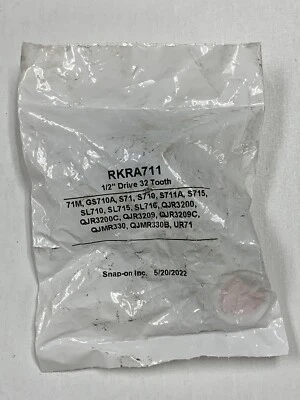 RKRA711
1/2" Drive 32 Tooth
71M, GS710A, S71, S710, S711A, S715,
SL710, SL715, SL716, QJR3200,
QJR3200C, QJR3209, QJR3209C,
QJMR330, QJMR330B, UR71
Snap-on Inc. 5/20/2022